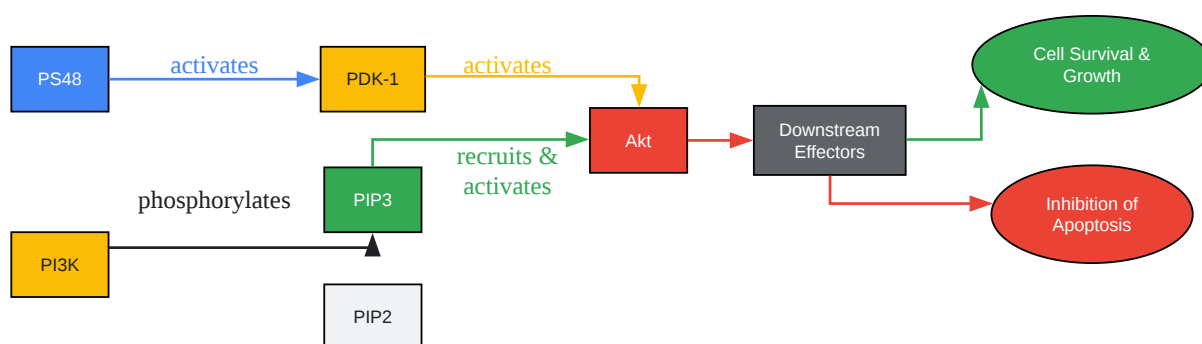 PS48
activates
PDK-1
activates
Akt
Downstream
Effectors
Cell Survival &
Growth
Inhibition of
Apoptosis
recruits &
activates
PIP3
phosphorylates
PI3K
PIP2